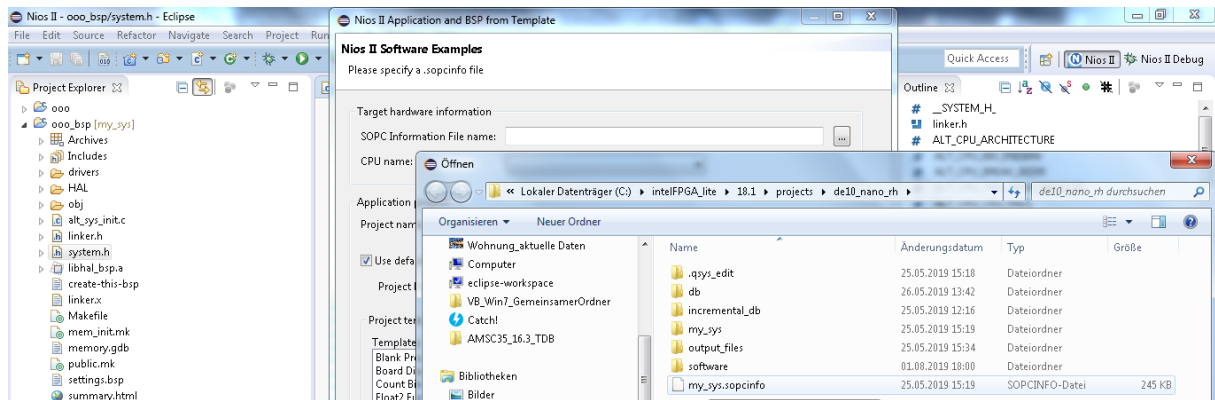 Nios II - ooo_bsp/system.h - Eclipse
File Edit Source Refactor Navigate Search Project Run
Quick Access
Nios II
Nios II Debug
Project Explorer
ooo
ooo_bsp [my_sys]
Archives
Includes
drivers
HAL
obj
alt_sys_init.c
linker.h
system.h
libhal_bsp.a
create-this-bsp
linker.x
Makefile
mem_init.mk
memory.gdb
public.mk
settings.bsp
summary.html
Nios II Application and BSP from Template
Nios II Software Examples
Please specify a .sopcinfo file
Target hardware information
SOPC Information File name:
...
CPU name:
Application
Project nam
Use defa
Project
Project ter
Template
Blank Pr
Board Di
Count Bi
Float2 Fu
Outline
__SYSTEM_H_
linker.h
ALT_CPU_ARCHITECTURE
Öffnen
« Lokaler Datenträger (C:) intelFPGA_lite 18.1 projects de10_nano_rh
de10_nano_rh durchsuchen
Organisieren Neuer Ordner
Wohnung_aktuelle Daten
Computer
eclipse-workspace
VB_Win7_GemeinsamerOrdner
Catch!
AMSC35_16.3_TDB
Bibliotheken
Bilder
Name Änderungsdatum Typ Größe
.qsys_edit 25.05.2019 15:18 Dateiordner
db 26.05.2019 13:42 Dateiordner
incremental_db 25.05.2019 12:16 Dateiordner
my_sys 25.05.2019 15:19 Dateiordner
output_files 25.05.2019 15:34 Dateiordner
software 01.08.2019 18:00 Dateiordner
my_sys.sopcinfo 25.05.2019 15:19 SOPCINFO-Datei 245 KB